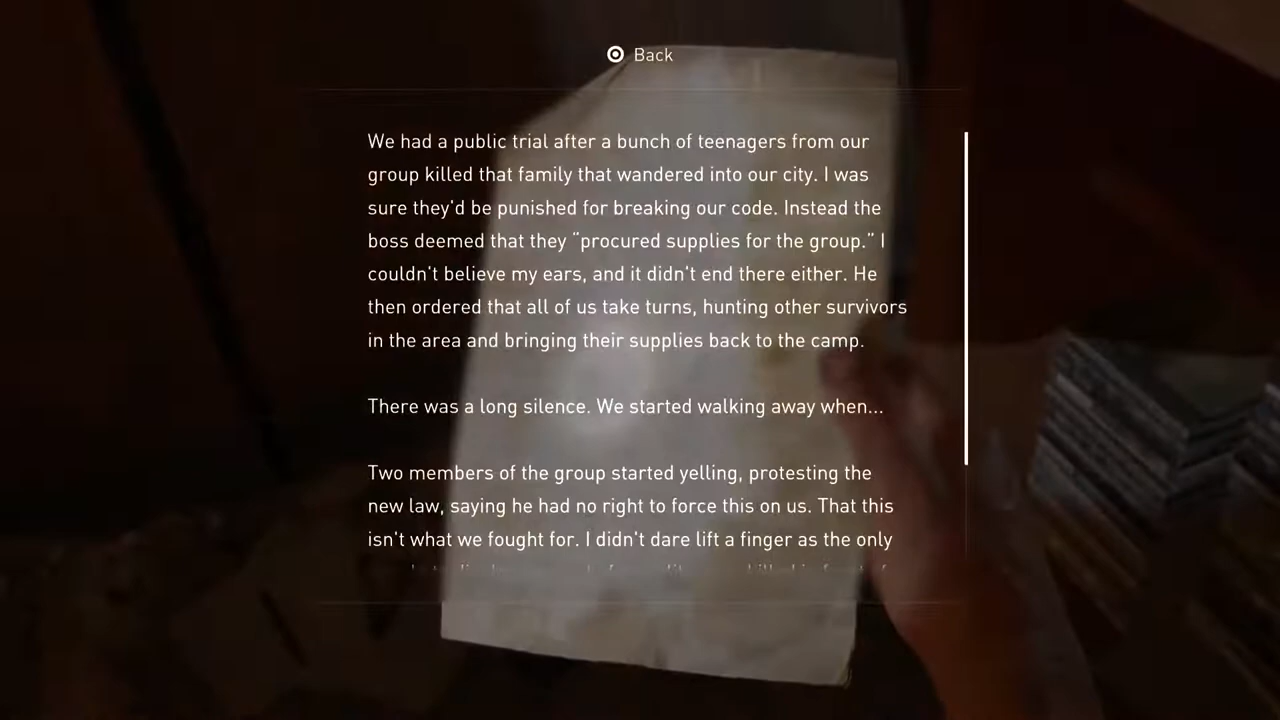 Back
We had a public trial after a bunch of teenagers from our
group killed that family that wandered into our city. I was
sure they'd be punished for breaking our code. Instead the
boss deemed that they “procured supplies for the group.” I
couldn't believe my ears, and it didn't end there either. He
then ordered that all of us take turns, hunting other survivors
in the area and bringing their supplies back to the camp.
There was a long silence. We started walking away when...
Two members of the group started yelling, protesting the
new law, saying he had no right to force this on us. That this
isn't what we fought for. I didn't dare lift a finger as the only